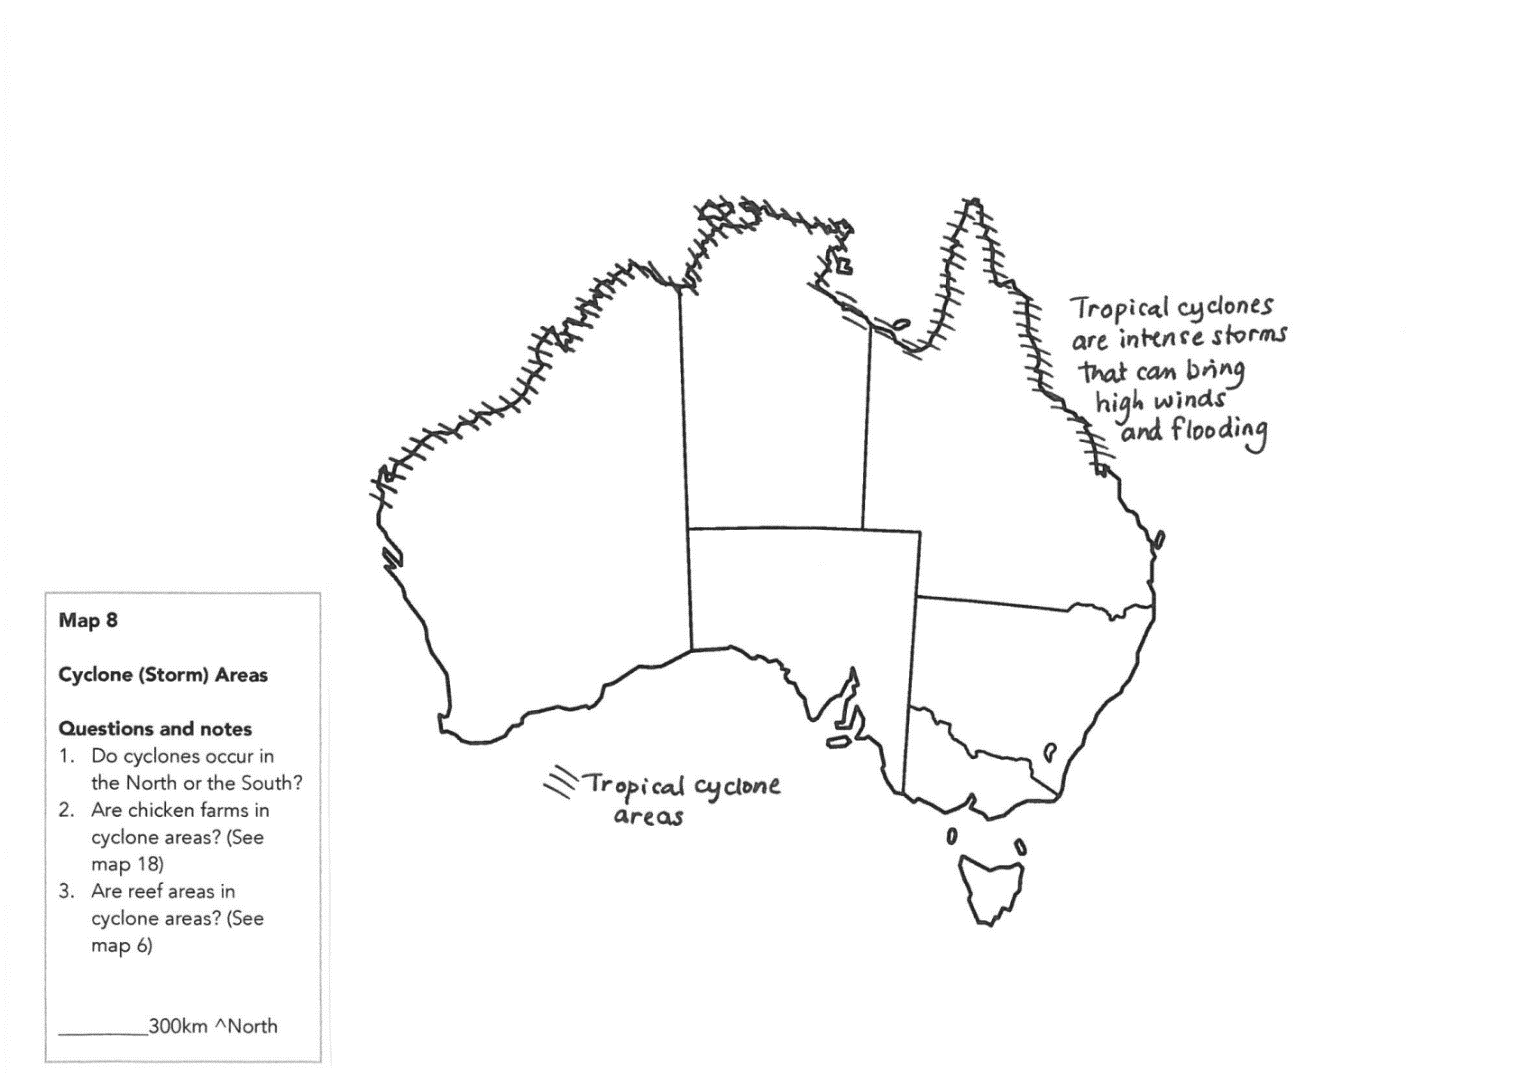 Tropical cyclones
are intense storms
that can bring
high winds
and flooding
Map 8
Cyclone (Storm) Areas
Questions and notes
1. Do cyclones occur in
the North or the South?
2. Are chicken farms in
cyclone areas? (See
map 18)
3. Are reef areas in
cyclone areas? (See
map 6)
_________300km ^North
Tropical cyclone
areas